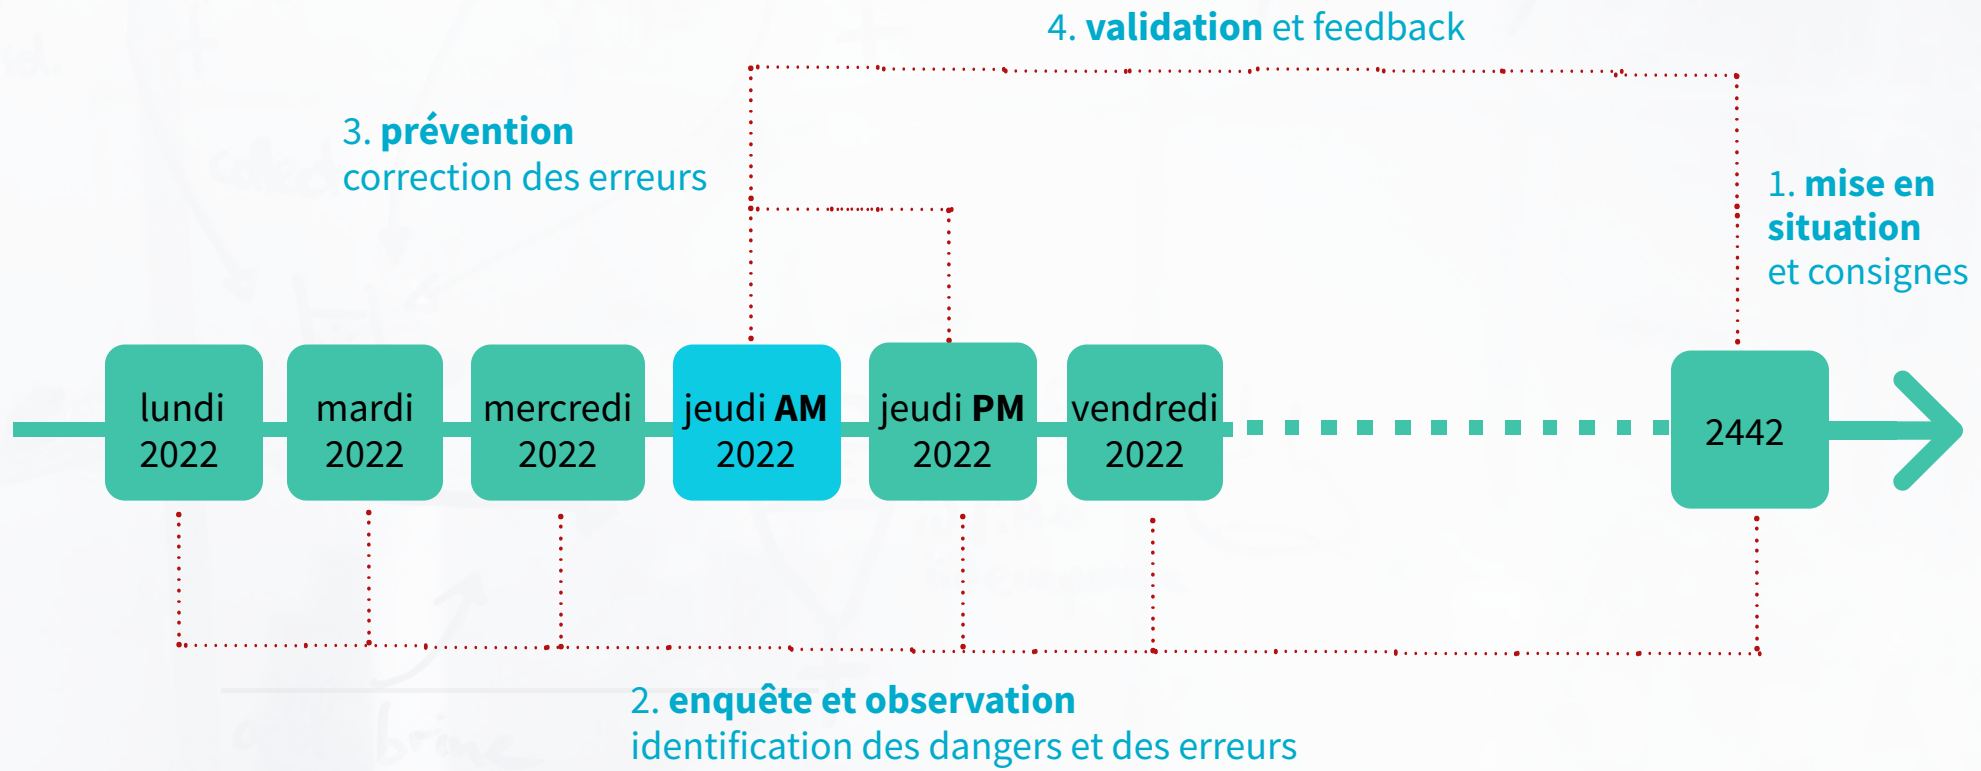 4. validation et feedback
3. prévention
correction des erreurs
1. mise en
situation
et consignes
lundi
2022
mardi
2022
mercredi
2022
jeudi AM
2022
jeudi PM
2022
vendredi
2022
2442
2. enquête et observation
identification des dangers et des erreurs
brine